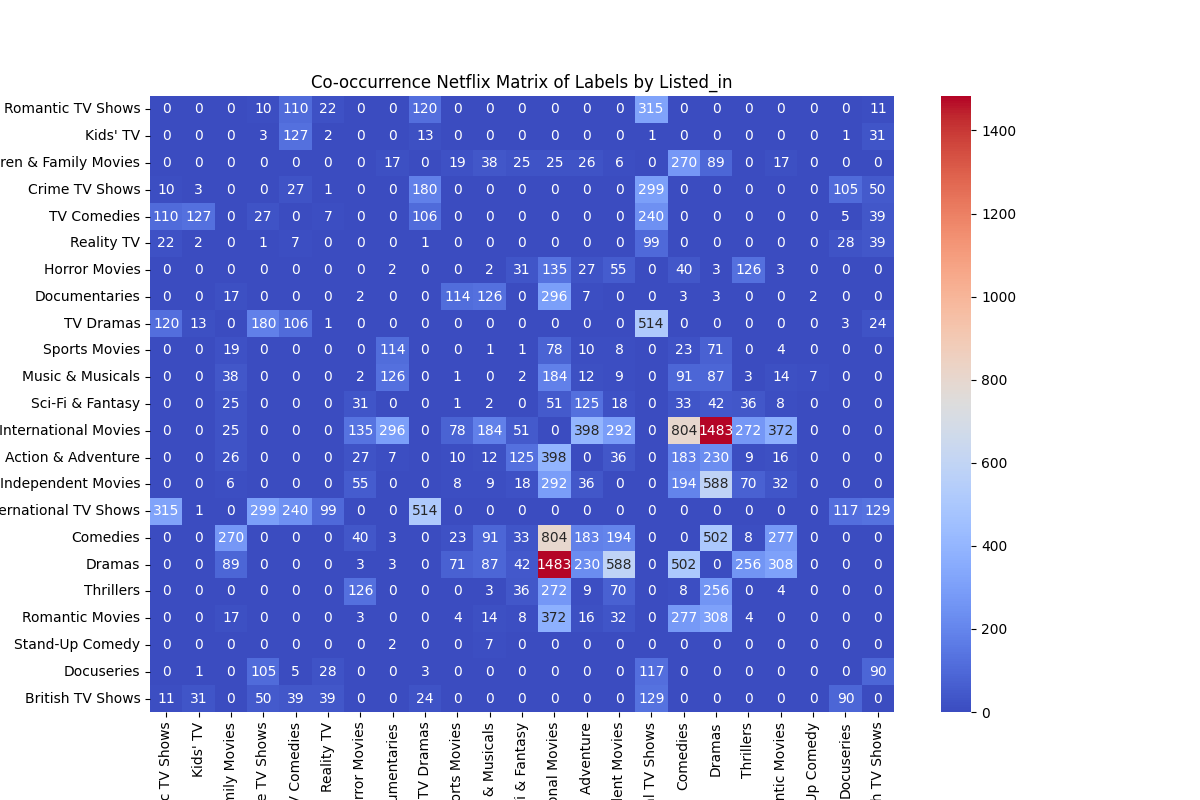 Co-occurrence Netflix Matrix of Labels by Listed_in
Romantic TV Shows 0 0 0 10 110 22 0 0 120 0 0 0 0 0 0 315 0 0 0 0 0 0 11
Kids' TV 0 0 0 3 127 2 0 0 13 0 0 0 0 0 0 1 0 0 0 0 0 1 31
ren & Family Movies 0 0 0 0 0 0 0 17 0 19 38 25 25 26 6 0 270 89 0 17 0 0 0
Crime TV Shows 10 3 0 0 27 1 0 0 180 0 0 0 0 0 0 299 0 0 0 0 0 105 50
TV Comedies 110 127 0 27 0 7 0 0 106 0 0 0 0 0 0 240 0 0 0 0 0 5 39
Reality TV 22 2 0 1 7 0 0 0 1 0 0 0 0 0 0 99 0 0 0 0 0 28 39
Horror Movies 0 0 0 0 0 0 0 2 0 0 2 31 135 27 55 0 40 3 126 3 0 0 0
Documentaries 0 0 17 0 0 0 2 0 0 114 126 0 296 7 0 0 3 3 0 0 2 0 0
TV Dramas 120 13 0 180 106 1 0 0 0 0 0 0 0 0 0 514 0 0 0 0 0 3 24
Sports Movies 0 0 19 0 0 0 0 114 0 0 1 1 78 10 8 0 23 71 0 4 0 0 0
Music & Musicals 0 0 38 0 0 0 2 126 0 1 0 2 184 12 9 0 91 87 3 14 7 0 0
Sci-Fi & Fantasy 0 0 25 0 0 0 31 0 0 1 2 0 51 125 18 0 33 42 36 8 0 0 0
International Movies 0 0 25 0 0 0 135 296 0 78 184 51 0 398 292 0 804 1483 272 372 0 0 0
Action & Adventure 0 0 26 0 0 0 27 7 0 10 12 125 398 0 36 0 183 230 9 16 0 0 0
Independent Movies 0 0 6 0 0 0 55 0 0 8 9 18 292 36 0 0 194 588 70 32 0 0 0
ernational TV Shows 315 1 0 299 240 99 0 0 514 0 0 0 0 0 0 0 0 0 0 0 0 117 129
Comedies 0 0 270 0 0 0 40 3 0 23 91 33 804 183 194 0 0 502 8 277 0 0 0
Dramas 0 0 89 0 0 0 3 3 0 71 87 42 1483 230 588 0 502 0 256 308 0 0 0
Thrillers 0 0 0 0 0 0 126 0 0 0 3 36 272 9 70 0 8 256 0 4 0 0 0
Romantic Movies 0 0 17 0 0 0 3 0 0 4 14 8 372 16 32 0 277 308 4 0 0 0 0
Stand-Up Comedy 0 0 0 0 0 0 0 2 0 0 7 0 0 0 0 0 0 0 0 0 0 0 0
Docuseries 0 1 0 105 5 28 0 0 3 0 0 0 0 0 0 117 0 0 0 0 0 0 90
British TV Shows 11 31 0 50 39 39 0 0 24 0 0 0 0 0 0 129 0 0 0 0 0 90 0
c TV Shows
Kids' TV
mily Movies
e TV Shows
V Comedies
Reality TV
rror Movies
umentaries
TV Dramas
orts Movies
& Musicals
i & Fantasy
onal Movies
Adventure
dent Movies
al TV Shows
Comedies
Dramas
Thrillers
ntic Movies
Up Comedy
Docuseries
h TV Shows
1400
1200
1000
800
600
400
200
0